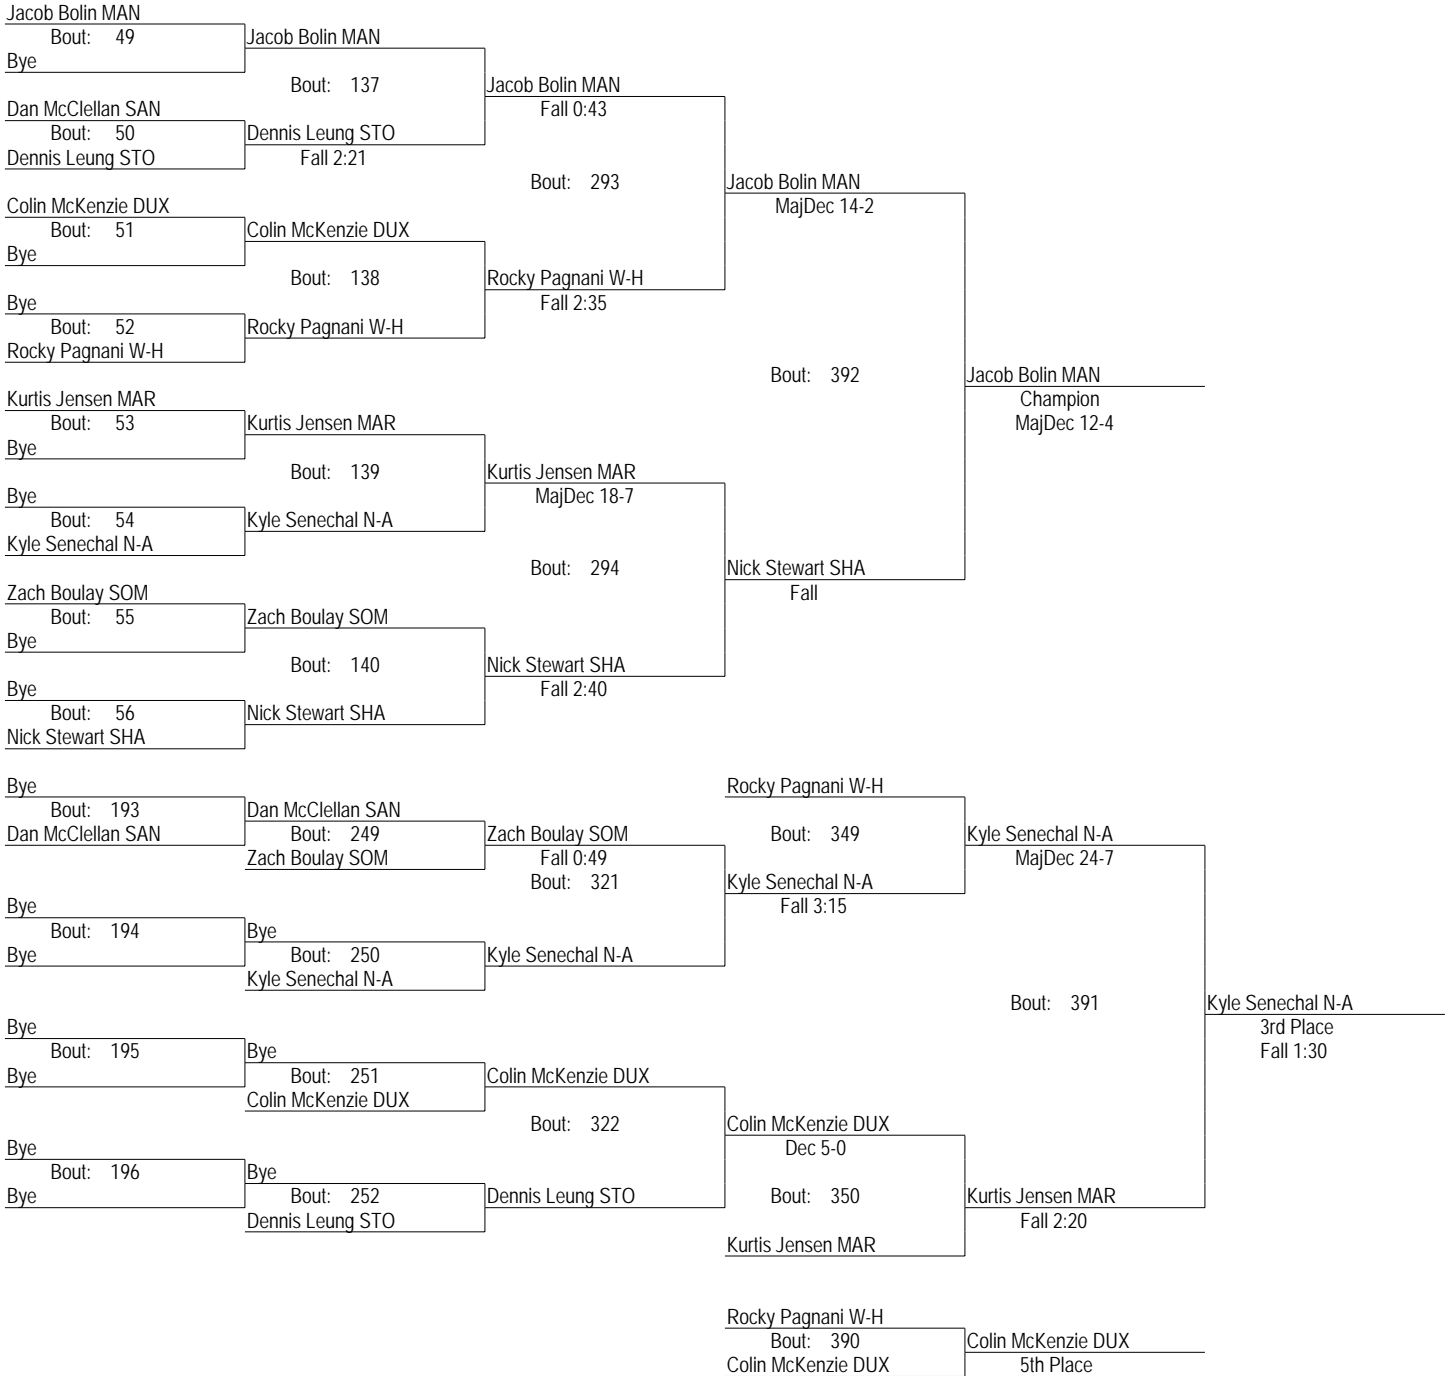 Jacob Bolin MAN
Bout: 49
Jacob Bolin MAN
Bye
Bout: 137
Jacob Bolin MAN
Dan McClellan SAN
Fall 0:43
Bout: 50
Dennis Leung STO
Dennis Leung STO
Fall 2:21
Bout: 293
Jacob Bolin MAN
Colin McKenzie DUX
MajDec 14-2
Bout: 51
Colin McKenzie DUX
Bye
Bout: 138
Rocky Pagnani W-H
Bye
Fall 2:35
Bout: 52
Rocky Pagnani W-H
Rocky Pagnani W-H
Bout: 392
Jacob Bolin MAN
Kurtis Jensen MAR
Champion
Bout: 53
Kurtis Jensen MAR
MajDec 12-4
Bye
Bout: 139
Kurtis Jensen MAR
Bye
MajDec 18-7
Bout: 54
Kyle Senechal N-A
Kyle Senechal N-A
Bout: 294
Nick Stewart SHA
Zach Boulay SOM
Fall
Bout: 55
Zach Boulay SOM
Bye
Bout: 140
Nick Stewart SHA
Bye
Fall 2:40
Bout: 56
Nick Stewart SHA
Nick Stewart SHA
Bye
Rocky Pagnani W-H
Bout: 193
Dan McClellan SAN
Dan McClellan SAN
Bout: 249
Zach Boulay SOM
Bout: 349
Kyle Senechal N-A
Zach Boulay SOM
Fall 0:49
MajDec 24-7
Bout: 321
Kyle Senechal N-A
Bye
Fall 3:15
Bout: 194
Bye
Bye
Bout: 250
Kyle Senechal N-A
Kyle Senechal N-A
Bout: 391
Kyle Senechal N-A
Bye
3rd Place
Bout: 195
Bye
Fall 1:30
Bye
Bout: 251
Colin McKenzie DUX
Colin McKenzie DUX
Bout: 322
Colin McKenzie DUX
Bye
Dec 5-0
Bout: 196
Bye
Bye
Bout: 252
Dennis Leung STO
Bout: 350
Kurtis Jensen MAR
Dennis Leung STO
Fall 2:20
Kurtis Jensen MAR
Rocky Pagnani W-H
Bout: 390
Colin McKenzie DUX
Colin McKenzie DUX
5th Place